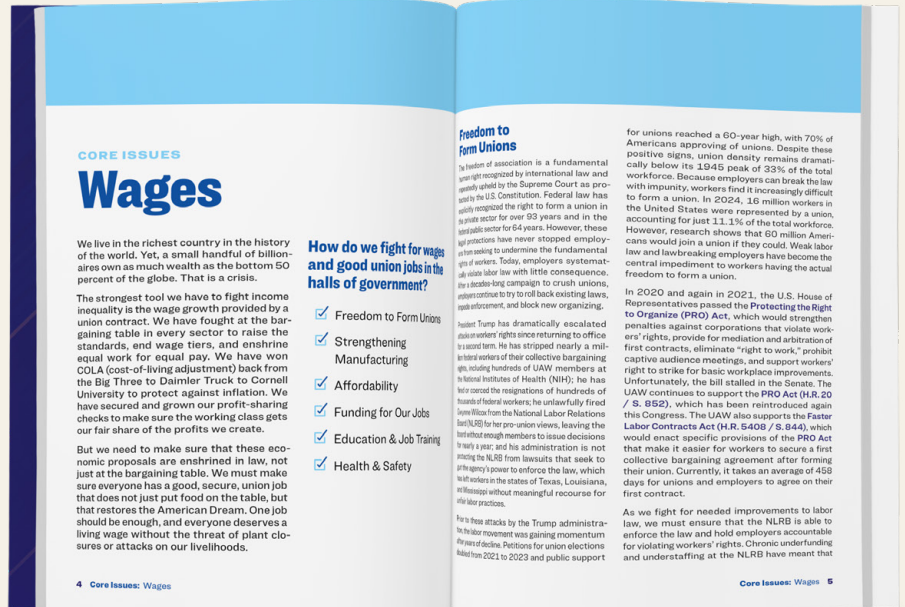 CORE ISSUES
Wages
We live in the richest country in the history
of the world. Yet, a small handful of billion-
aires own as much wealth as the bottom 50
percent of the globe. That is a crisis.
The strongest tool we have to fight income
inequality is the wage growth provided by a
union contract. We have fought at the bar-
gaining table in every sector to raise the
standards, end wage tiers, and enshrine
equal work for equal pay. We have won
COLA (cost-of-living adjustment) back from
the Big Three to Daimler Truck to Cornell
University to protect against inflation. We
have secured and grown our profit-sharing
checks to make sure the working class gets
our fair share of the profits we create.
But we need to make sure that these eco-
nomic proposals are enshrined in law, not
just at the bargaining table. We must make
sure everyone has a good, secure, union job
that does not just put food on the table, but
that restores the American Dream. One job
should be enough, and everyone deserves a
living wage without the threat of plant clo-
sures or attacks on our livelihoods.
How do we fight for wages
and good union jobs in the
halls of government?
Freedom to Form Unions
Strengthening
Manufacturing
Affordability
Funding for Our Jobs
Education & Job Training
Health & Safety
4 Core Issues: Wages
Freedom to
Form Unions
The freedom of association is a fundamental
human right recognized by international law and
repeatedly upheld by the Supreme Court as pro-
tected by the U.S. Constitution. Federal law has
explicitly recognized the right to form a union in
the private sector for over 93 years and in the
federal public sector for 64 years. However, these
legal protections have never stopped employ-
ers from seeking to undermine the fundamental
rights of workers. Today, employers systemat-
ically violate labor law with little consequence.
After a decades-long campaign to crush unions,
employers continue to try to roll back existing laws,
impede enforcement, and block new organizing.
President Trump has dramatically escalated
attacks on workers' rights since returning to office
for a second term. He has stripped nearly a mil-
lion federal workers of their collective bargaining
rights, including hundreds of UAW members at
the National Institutes of Health (NIH); he has
fired or coerced the resignations of hundreds of
thousands of federal workers; he unlawfully fired
Gwynne Wilcox from the National Labor Relations
Board (NLRB) for her pro-union views, leaving the
board without enough members to issue decisions
for nearly a year; and his administration is not
protecting the NLRB from lawsuits that seek to
gut the agency's power to enforce the law, which
has left workers in the states of Texas, Louisiana,
and Mississippi without meaningful recourse for
unfair labor practices.
Prior to these attacks by the Trump administra-
tion, the labor movement was gaining momentum
after years of decline. Petitions for union elections
doubled from 2021 to 2023 and public support
for unions reached a 60-year high, with 70% of
Americans approving of unions. Despite these
positive signs, union density remains dramati-
cally below its 1945 peak of 33% of the total
workforce. Because employers can break the law
with impunity, workers find it increasingly difficult
to form a union. In 2024, 16 million workers in
the United States were represented by a union,
accounting for just 11.1% of the total workforce.
However, research shows that 60 million Ameri-
cans would join a union if they could. Weak labor
law and lawbreaking employers have become the
central impediment to workers having the actual
freedom to form a union.
In 2020 and again in 2021, the U.S. House of
Representatives passed the Protecting the Right
to Organize (PRO) Act, which would strengthen
penalties against corporations that violate work-
ers' rights, provide for mediation and arbitration of
first contracts, eliminate "right to work," prohibit
captive audience meetings, and support workers'
right to strike for basic workplace improvements.
Unfortunately, the bill stalled in the Senate. The
UAW continues to support the PRO Act (H.R. 20
/ S. 852), which has been reintroduced again
this Congress. The UAW also supports the Faster
Labor Contracts Act (H.R. 5408 / S. 844), which
would enact specific provisions of the PRO Act
that make it easier for workers to secure a first
collective bargaining agreement after forming
their union. Currently, it takes an average of 458
days for unions and employers to agree on their
first contract.
As we fight for needed improvements to labor
law, we must ensure that the NLRB is able to
enforce the law and hold employers accountable
for violating workers' rights. Chronic underfunding
and understaffing at the NLRB have meant that
Core Issues: Wages 5